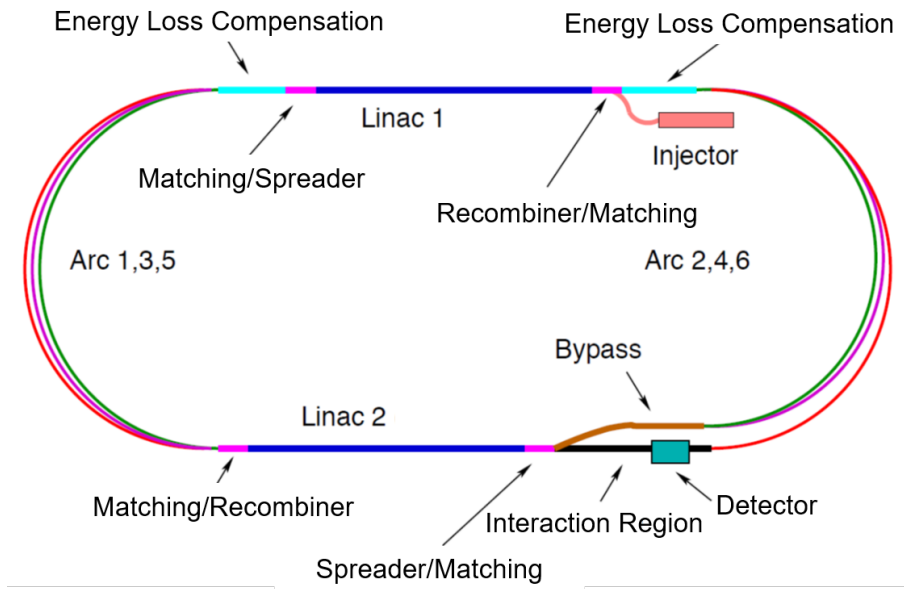 Energy Loss Compensation
Energy Loss Compensation
Linac 1
Injector
Matching/Spreader
Recombiner/Matching
Arc 1,3,5
Arc 2,4,6
Bypass
Linac 2
Matching/Recombiner
Detector
Interaction Region
Spreader/Matching